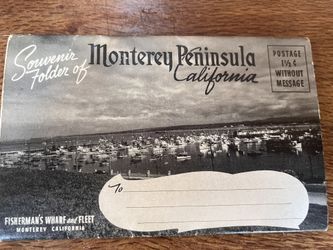 Souvenir
Folder of
Monterey Peninsula
California
POSTAGE
1½¢
WITHOUT
MESSAGE
To
FISHERMAN'S WHARF and FLEET
MONTEREY CALIFORNIA